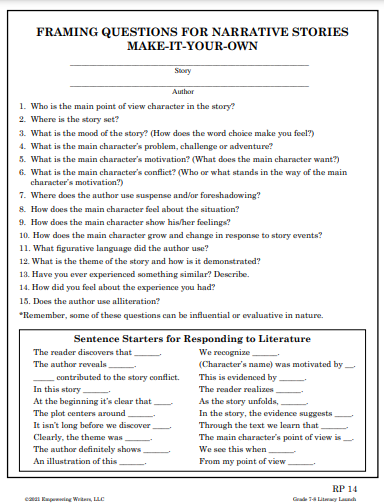 FRAMING QUESTIONS FOR NARRATIVE STORIES
MAKE-IT-YOUR-OWN
Story
Author
1. Who is the main point of view character in the story?
2. Where is the story set?
3. What is the mood of the story? (How does the word choice make you feel?)
4. What is the main character's problem, challenge or adventure?
5. What is the main character's motivation? (What does the main character want?)
6. What is the main character's conflict? (Who or what stands in the way of the main
character's motivation?)
7. Where does the author use suspense and/or foreshadowing?
8. How does the main character feel about the situation?
9. How does the main character show his/her feelings?
10. How does the main character grow and change in response to story events?
11. What figurative language did the author use?
12. What is the theme of the story and how is it demonstrated?
13. Have you ever experienced something similar? Describe.
14. How did you feel about the experience you had?
15. Does the author use alliteration?
*Remember, some of these questions can be influential or evaluative in nature.
Sentence Starters for Responding to Literature
The reader discovers that _____.
The author reveals _____.
____ contributed to the story conflict.
In this story _____.
At the beginning it's clear that ____.
The plot centers around _____.
It isn't long before we discover ____.
Clearly, the theme was _____.
The author definitely shows _____.
An illustration of this _____.
We recognize _____.
(Character's name) was motivated by __.
This is evidenced by _____.
The reader realizes _____.
As the story unfolds, _____.
In the story, the evidence suggests ____.
Through the text we learn that _____.
The main character's point of view is __.
We see this when _____.
From my point of view _____.
RP 14
©2021 Empowering Writers, LLC
Grade 7-8 Literacy Launch